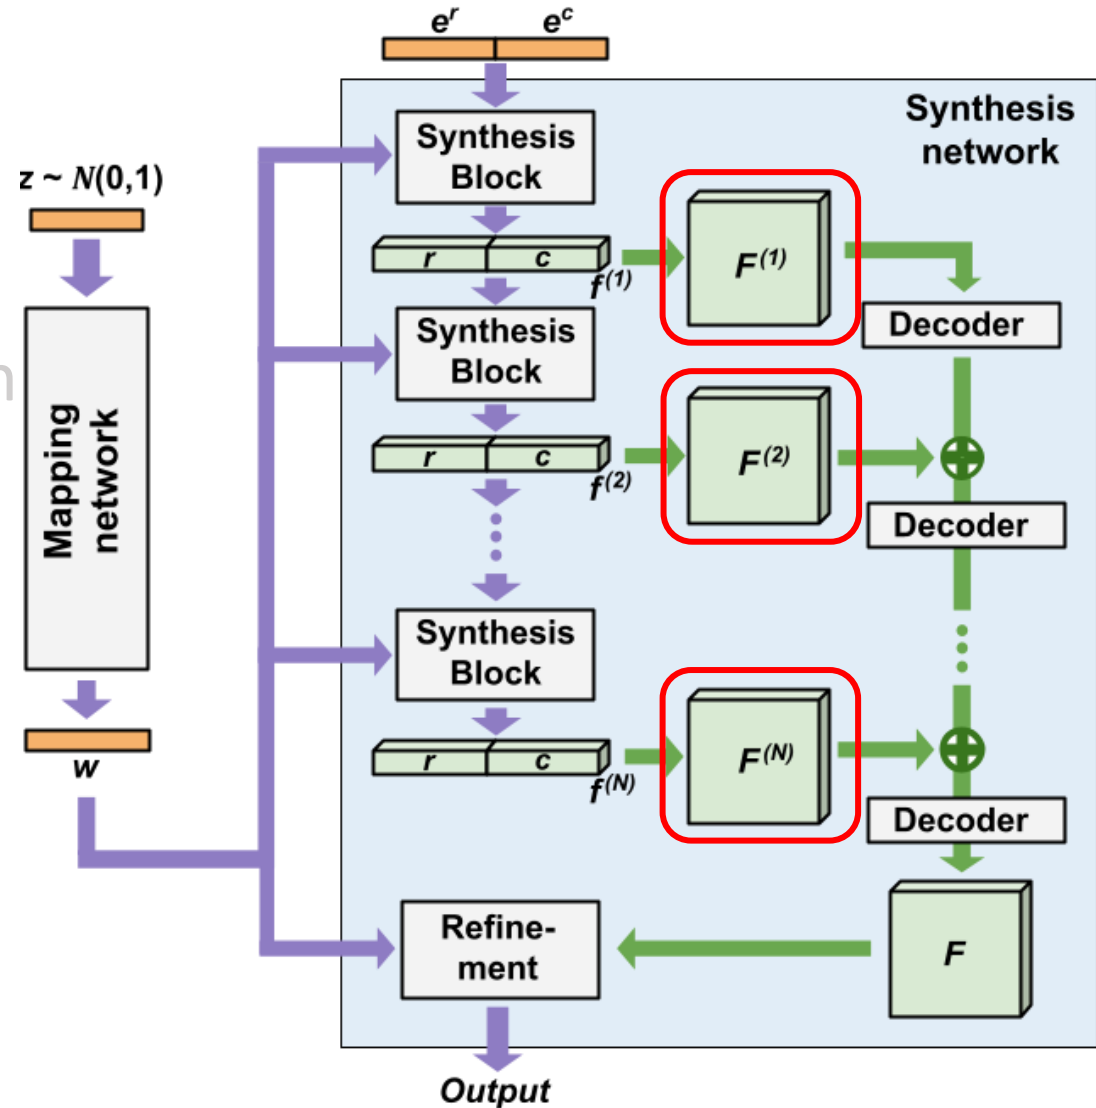 e^r e^c
Synthesis
network
Synthesis
Block
z ~ N(0,1)
r c
f^(1)
F^(1)
Decoder
Synthesis
Block
Mapping
network
r c
f^(2)
F^(2)
Decoder
Synthesis
Block
w
r c
f^(N)
F^(N)
Decoder
Refine-
ment
F
Output